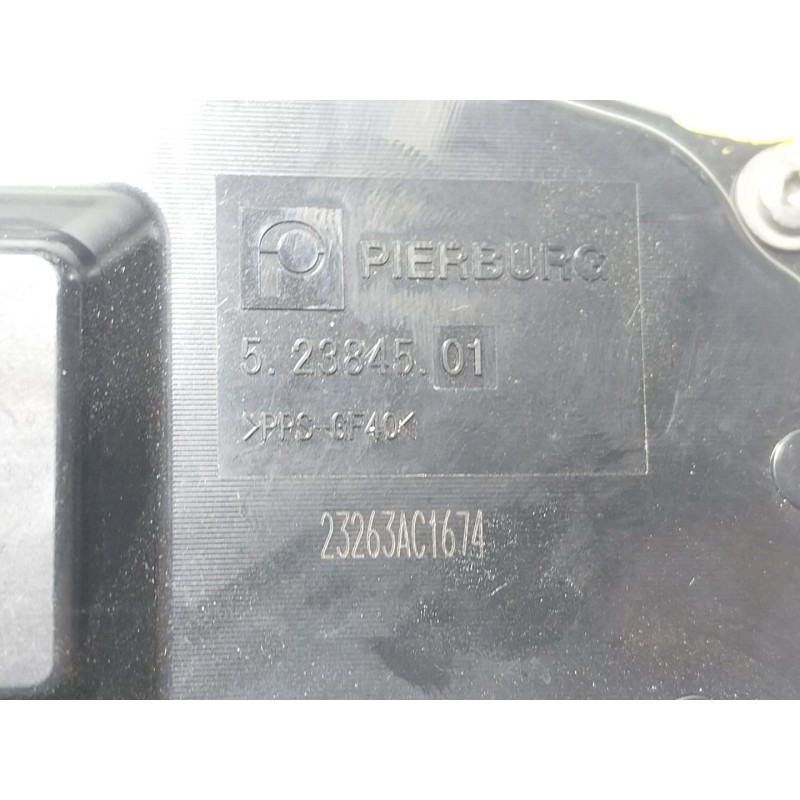 PIERBURG
5. 23845. 01
>PPS-GF40<
23263AC1674